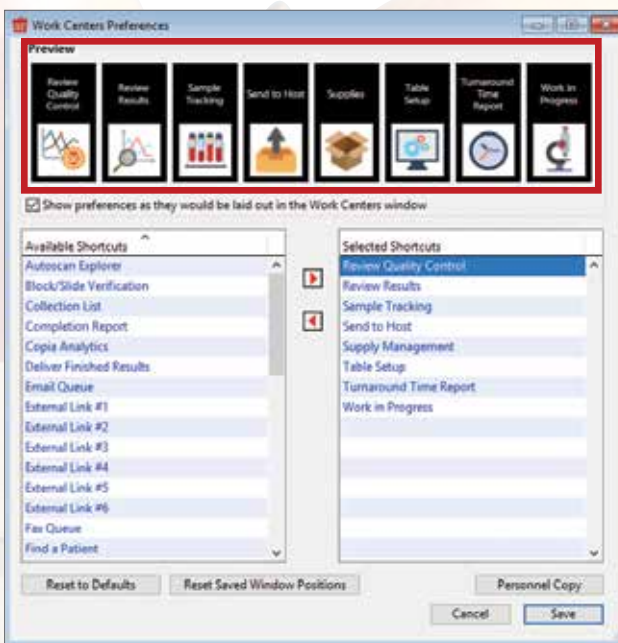 Work Centers Preferences
Preview
Review Quality Control
Review Results
Sample Tracking
Send to Host
Supplies
Table Setup
Turnaround Time Report
Work in Progress
Show preferences as they would be laid out in the Work Centers window
Available Shortcuts
Autoscan Explorer
Block/Slide Verification
Collection List
Completion Report
Copia Analytics
Deliver Finished Results
Email Queue
External Link #1
External Link #2
External Link #3
External Link #4
External Link #5
External Link #6
Fax Queue
Find a Patient
Selected Shortcuts
Review Quality Control
Review Results
Sample Tracking
Send to Host
Supply Management
Table Setup
Turnaround Time Report
Work in Progress
Reset to Defaults
Reset Saved Window Positions
Personnel Copy
Cancel
Save